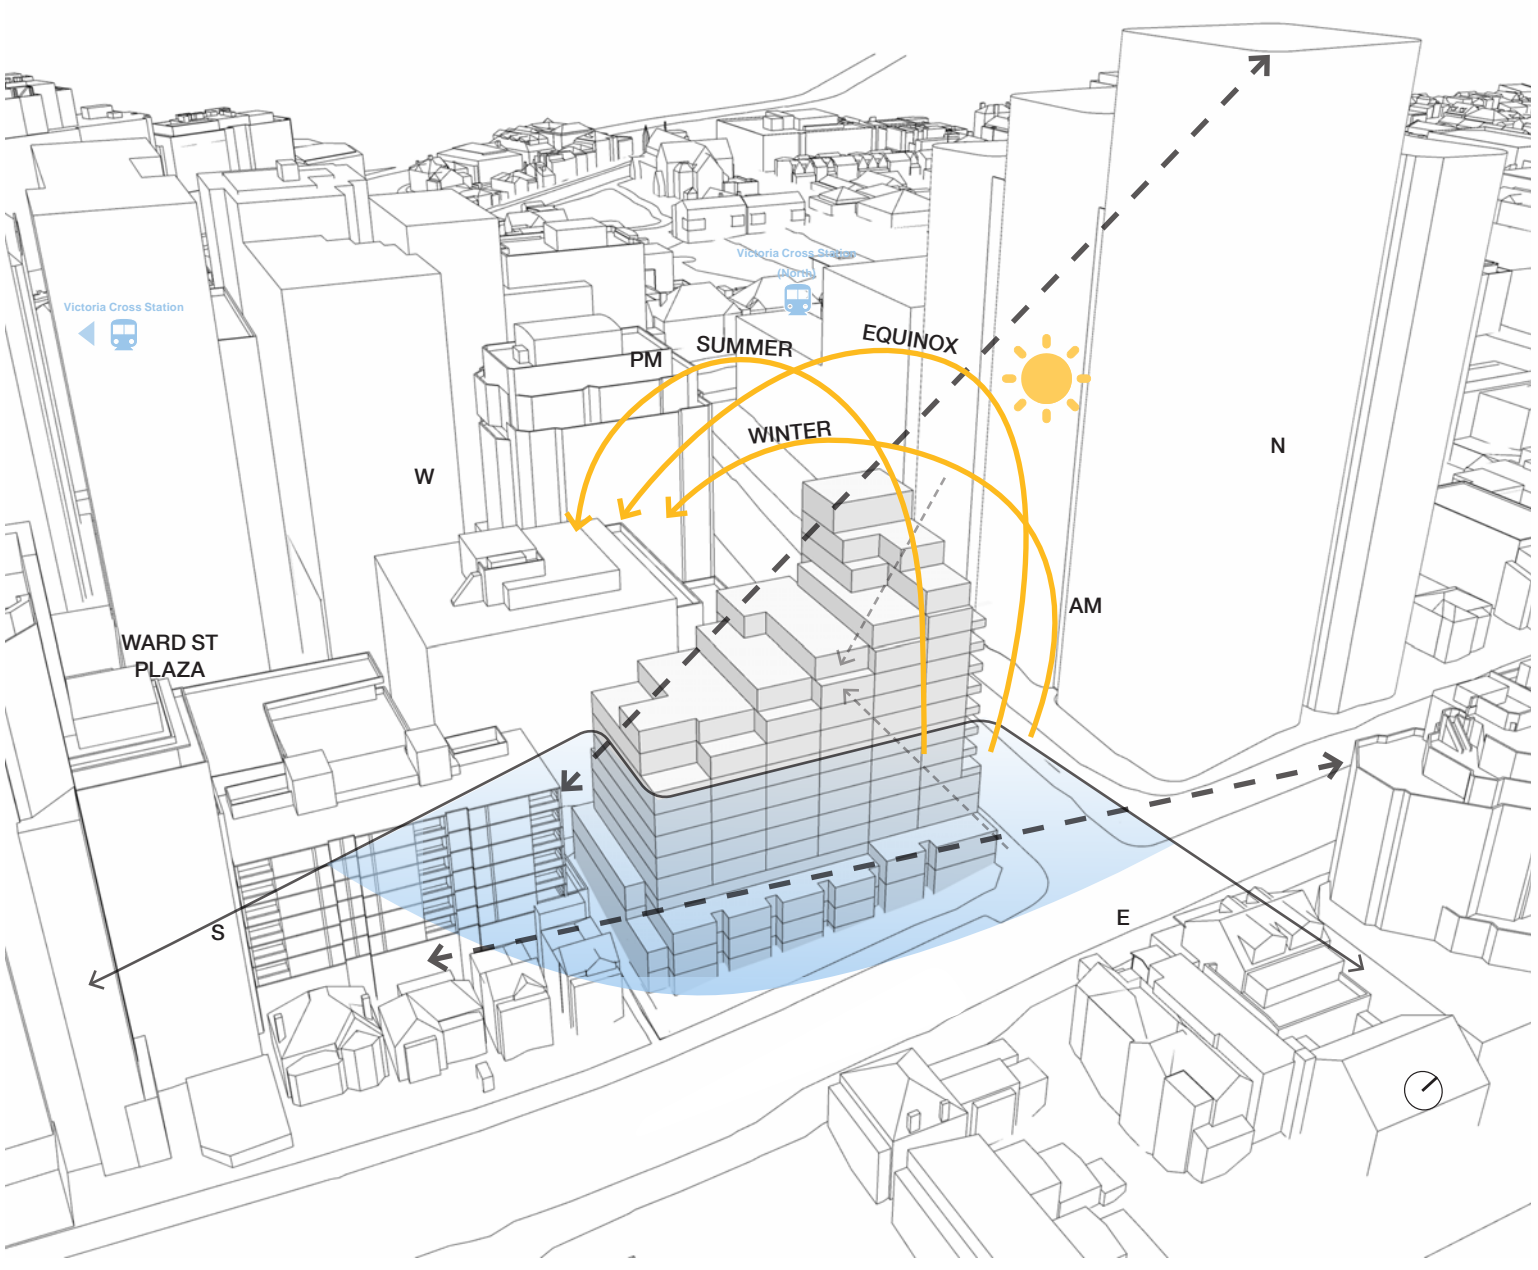 Victoria Cross Station
(North)
Victoria Cross Station
EQUINOX
SUMMER
PM
WINTER
N
W
AM
WARD ST
PLAZA
E
S